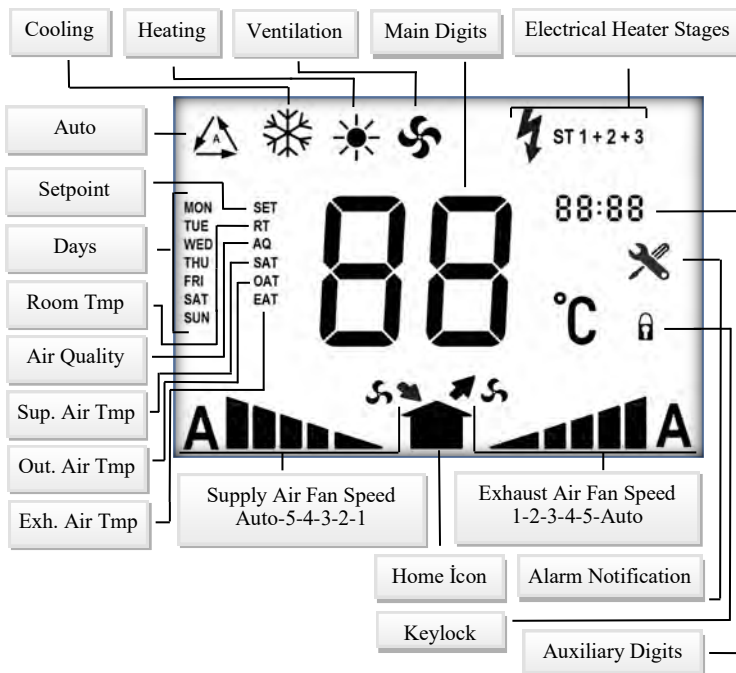 Cooling
Heating
Ventilation
Main Digits
Electrical Heater Stages
Auto
A
ST 1 + 2 + 3
Setpoint
Days
Room Tmp
Air Quality
Sup. Air Tmp
Out. Air Tmp
Exh. Air Tmp
MON
TUE
WED
THU
FRI
SAT
SUN
SET
RT
AQ
SAT
OAT
EAT
88
88:88
°C
A
A
Supply Air Fan Speed
Auto-5-4-3-2-1
Exhaust Air Fan Speed
1-2-3-4-5-Auto
Home İcon
Alarm Notification
Keylock
Auxiliary Digits